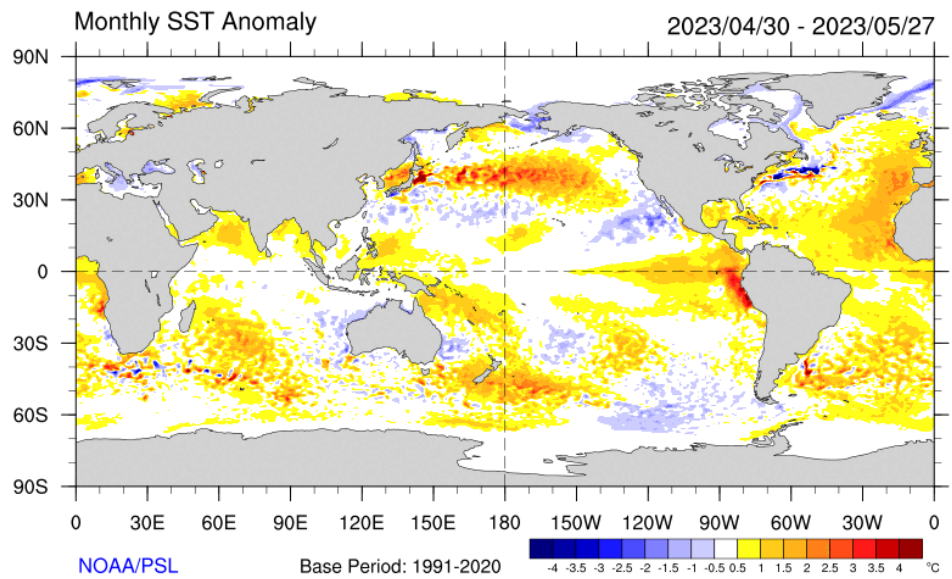 Monthly SST Anomaly 2023/04/30 - 2023/05/27
90N
60N
30N
0
30S
60S
90S
0 30E 60E 90E 120E 150E 180 150W 120W 90W 60W 30W 0
NOAA/PSL Base Period: 1991-2020 -4 -3.5 -3 -2.5 -2 -1.5 -1 -0.5 0.5 1 1.5 2 2.5 3 3.5 4 °C